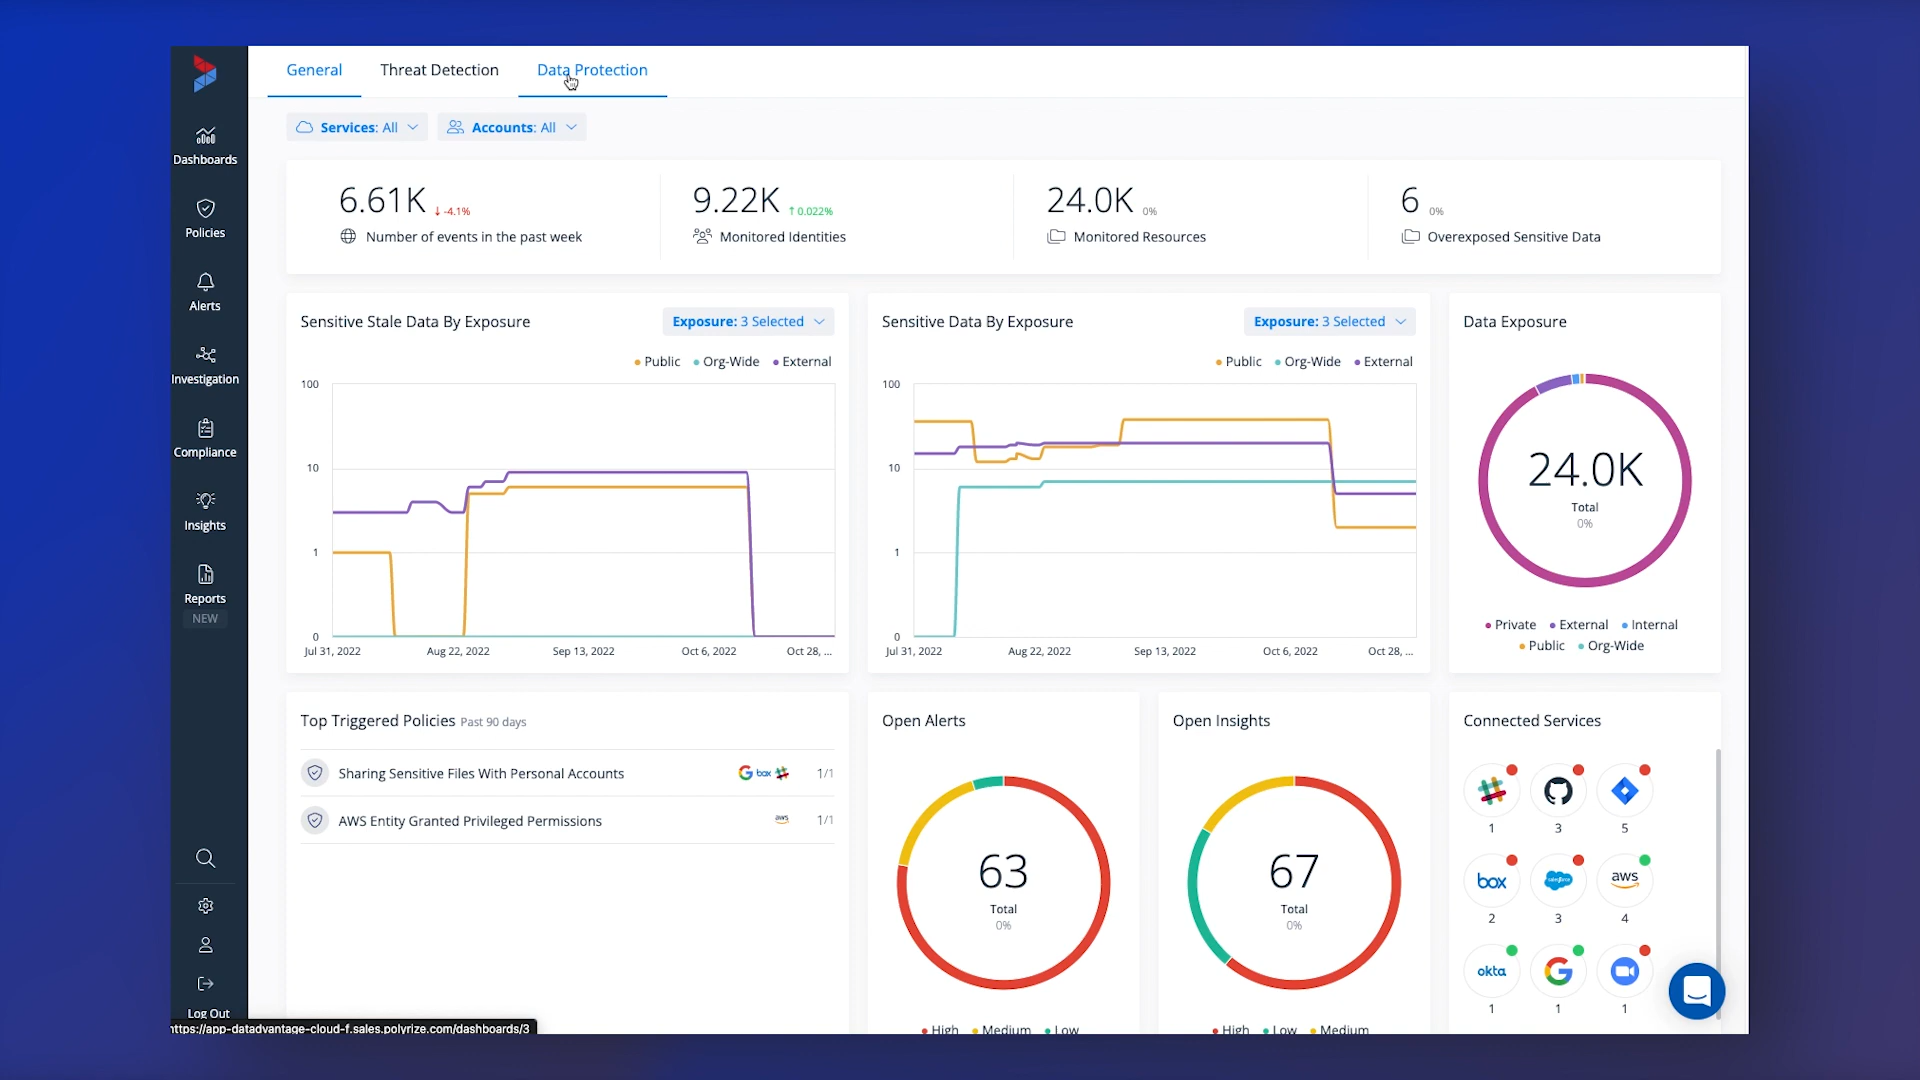 General Threat Detection Data Protection
Services: All Accounts: All
Dashboards
Policies
Alerts
Investigation
Compliance
Insights
Reports
NEW
Log Out
6.61K -4.1%
Number of events in the past week
9.22K 0.022%
Monitored Identities
24.0K 0%
Monitored Resources
6 0%
Overexposed Sensitive Data
Sensitive Stale Data By Exposure
Exposure: 3 Selected
Public Org-Wide External
100
10
1
0
Jul 31, 2022 Aug 22, 2022 Sep 13, 2022 Oct 6, 2022 Oct 28, ...
Sensitive Data By Exposure
Exposure: 3 Selected
Public Org-Wide External
100
10
1
0
Jul 31, 2022 Aug 22, 2022 Sep 13, 2022 Oct 6, 2022 Oct 28, ...
Data Exposure
24.0K
Total
0%
Private External Internal
Public Org-Wide
Top Triggered Policies Past 90 days
Sharing Sensitive Files With Personal Accounts box 1/1
AWS Entity Granted Privileged Permissions aws 1/1
Open Alerts
63
Total
0%
High Medium Low
Open Insights
67
Total
0%
High Low Medium
Connected Services
1 3 5
box salesforce aws
2 3 4
okta
1 1 1
https://app-datadvantage-cloud-f.sales.polyrize.com/dashboards/3